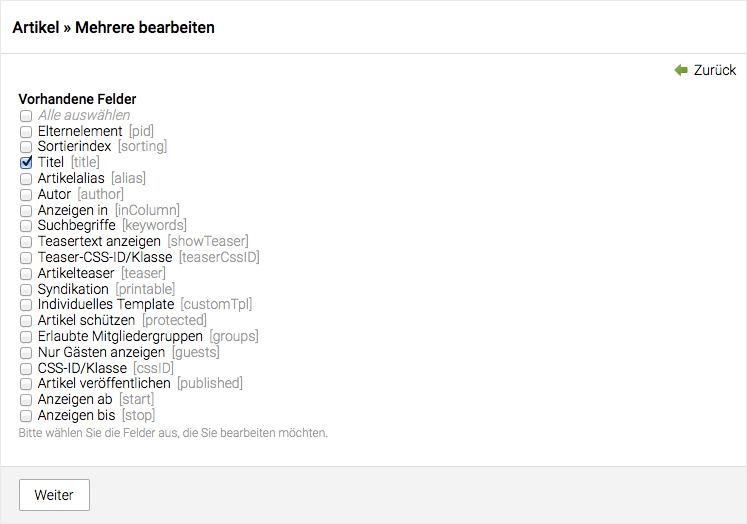 Artikel » Mehrere bearbeiten
Zurück
Vorhandene Felder
Alle auswählen
Elternelement [pid]
Sortierindex [sorting]
Titel [title]
Artikelalias [alias]
Autor [author]
Anzeigen in [inColumn]
Suchbegriffe [keywords]
Teasertext anzeigen [showTeaser]
Teaser-CSS-ID/Klasse [teaserCssID]
Artikelteaser [teaser]
Syndikation [printable]
Individuelles Template [customTpl]
Artikel schützen [protected]
Erlaubte Mitgliedergruppen [groups]
Nur Gästen anzeigen [guests]
CSS-ID/Klasse [cssID]
Artikel veröffentlichen [published]
Anzeigen ab [start]
Anzeigen bis [stop]
Bitte wählen Sie die Felder aus, die Sie bearbeiten möchten.
Weiter